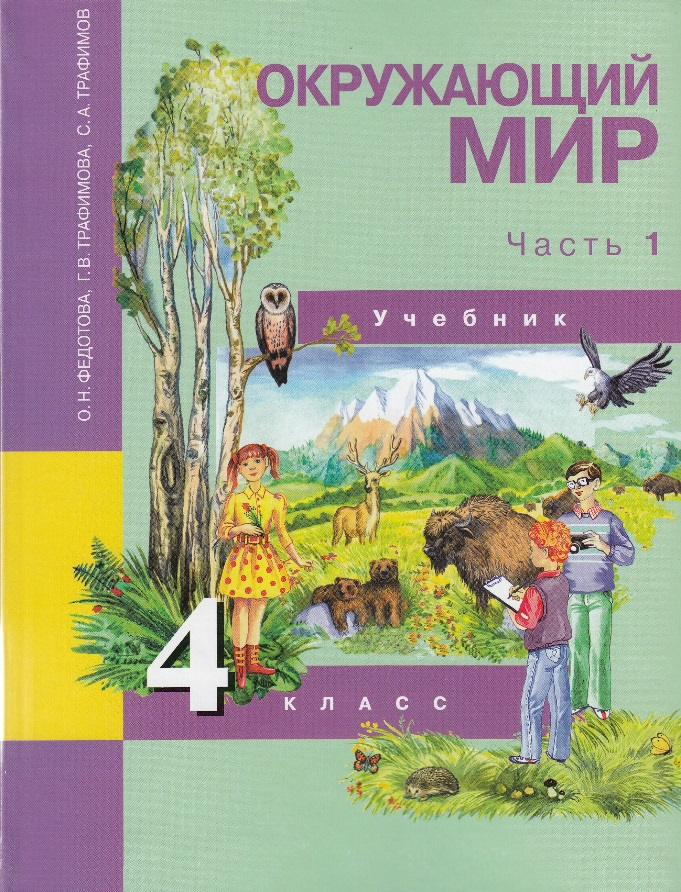 О. Н. ФЕДОТОВА, Г. В. ТРАФИМОВА, С. А. ТРАФИМОВ
ОКРУЖАЮЩИЙ
МИР
Часть 1
Учебник
4
КЛАСС